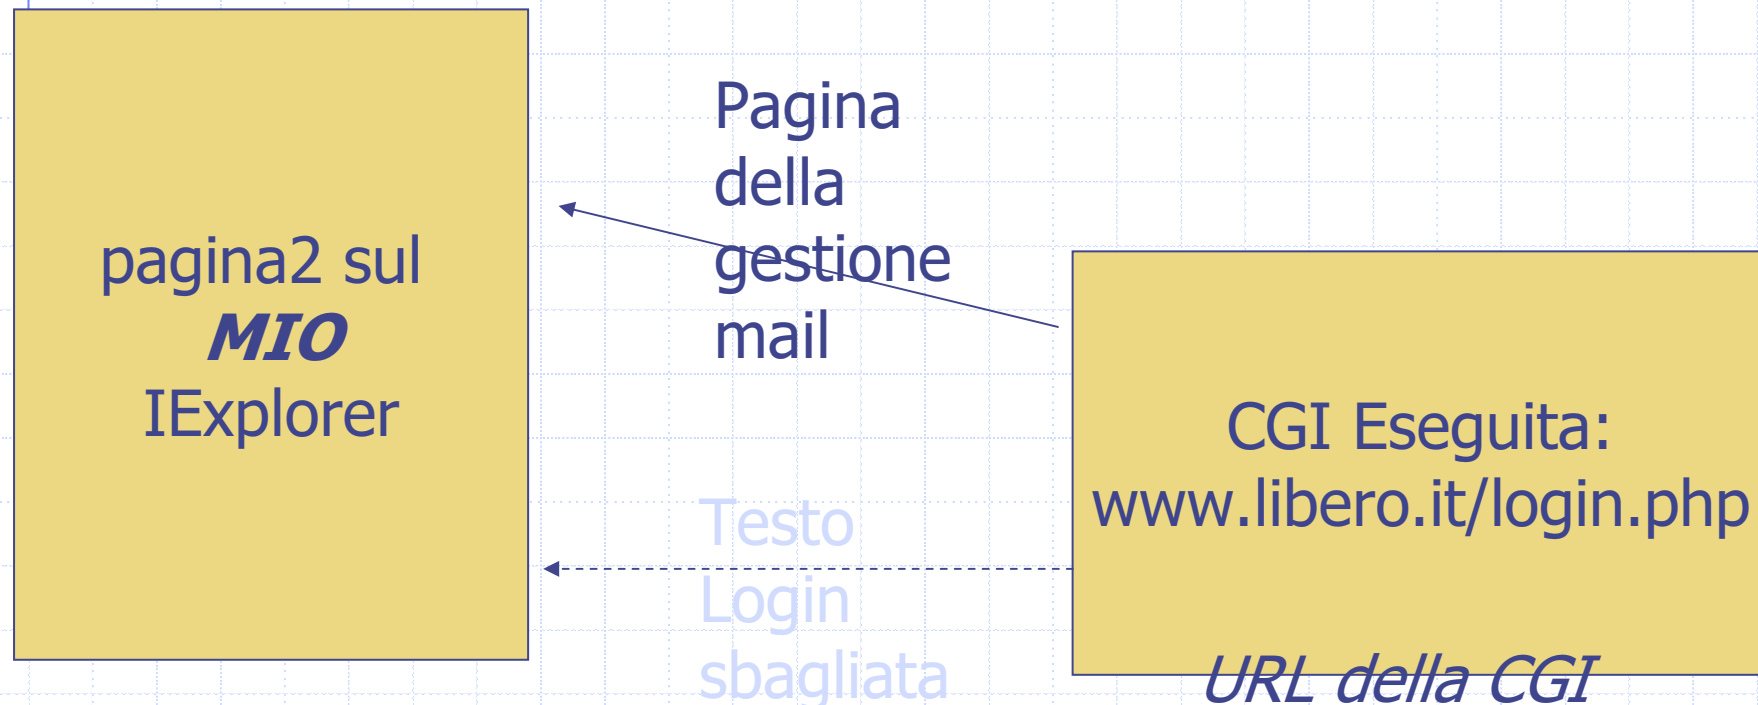 pagina2 sul
MIO
IExplorer
Pagina
della
gestione
mail
Testo
Login
sbagliata
CGI Eseguita:
www.libero.it/login.php
URL della CGI